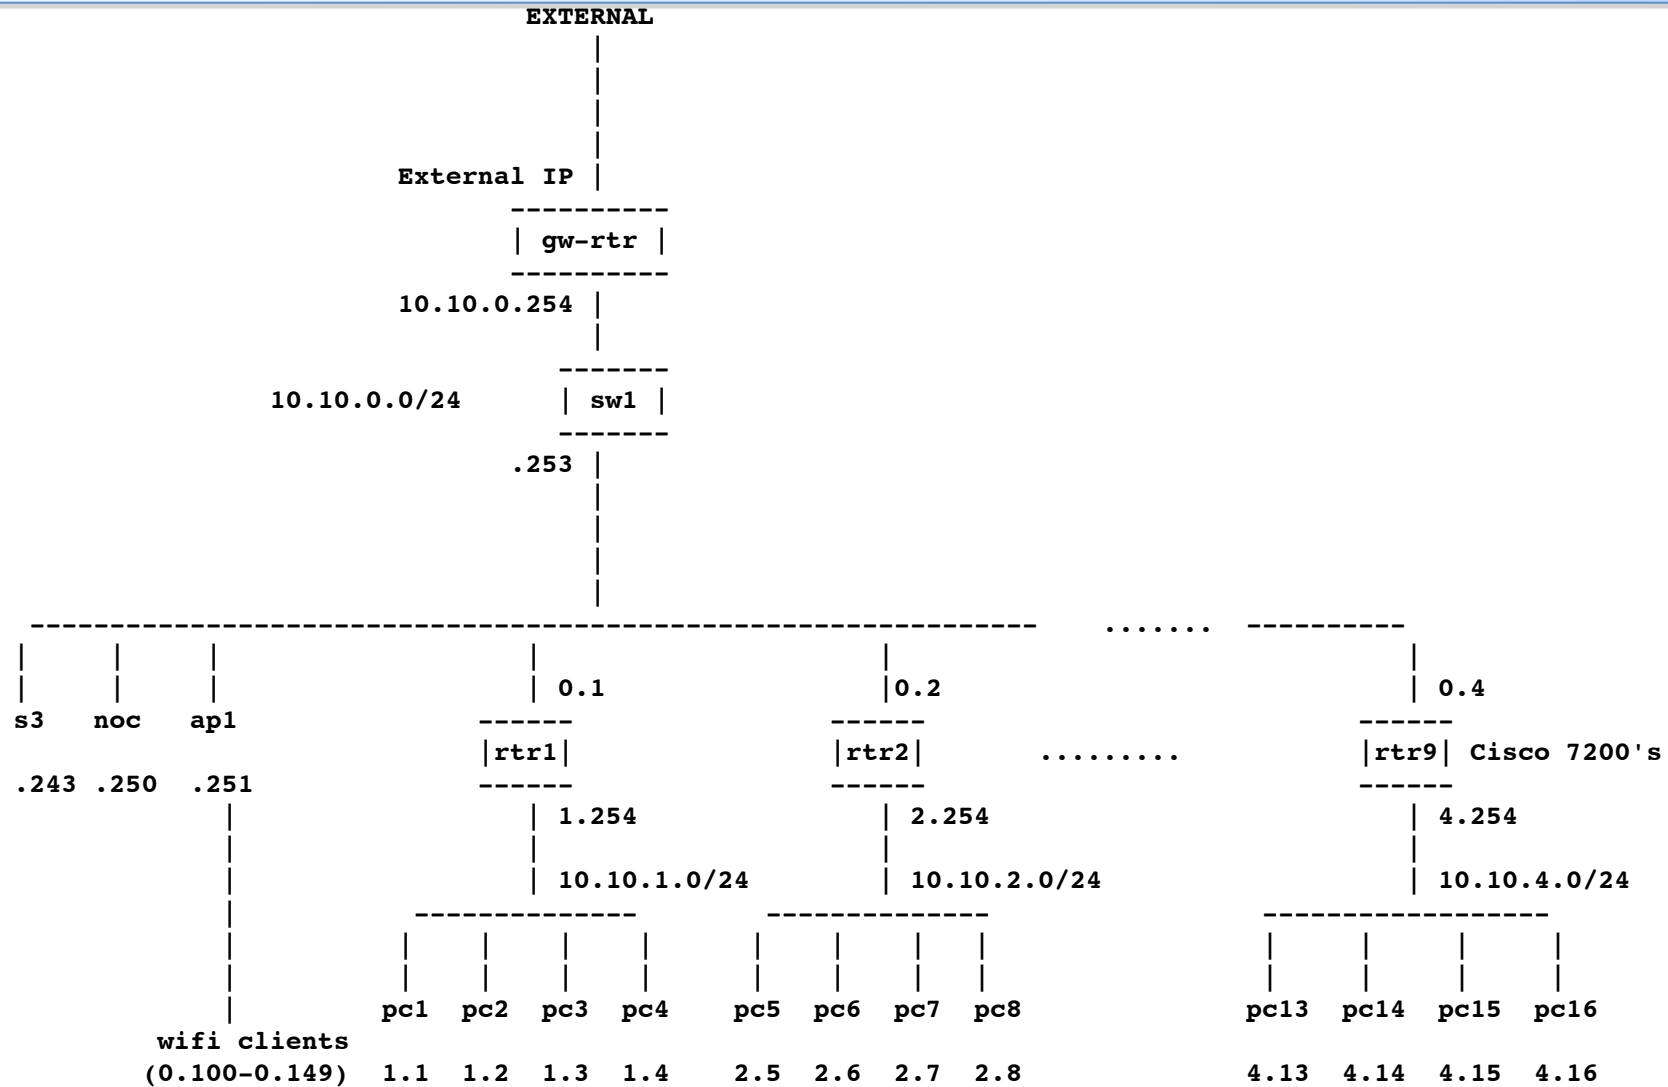 EXTERNAL
External IP
| gw-rtr |
10.10.0.254
10.10.0.0/24 | sw1 |
.253
.......
0.1 0.2 0.4
s3 noc ap1
|rtr1| |rtr2| ......... |rtr9| Cisco 7200's
.243 .250 .251
1.254 2.254 4.254
10.10.1.0/24 10.10.2.0/24 10.10.4.0/24
pc1 pc2 pc3 pc4 pc5 pc6 pc7 pc8 pc13 pc14 pc15 pc16
wifi clients
(0.100-0.149) 1.1 1.2 1.3 1.4 2.5 2.6 2.7 2.8 4.13 4.14 4.15 4.16